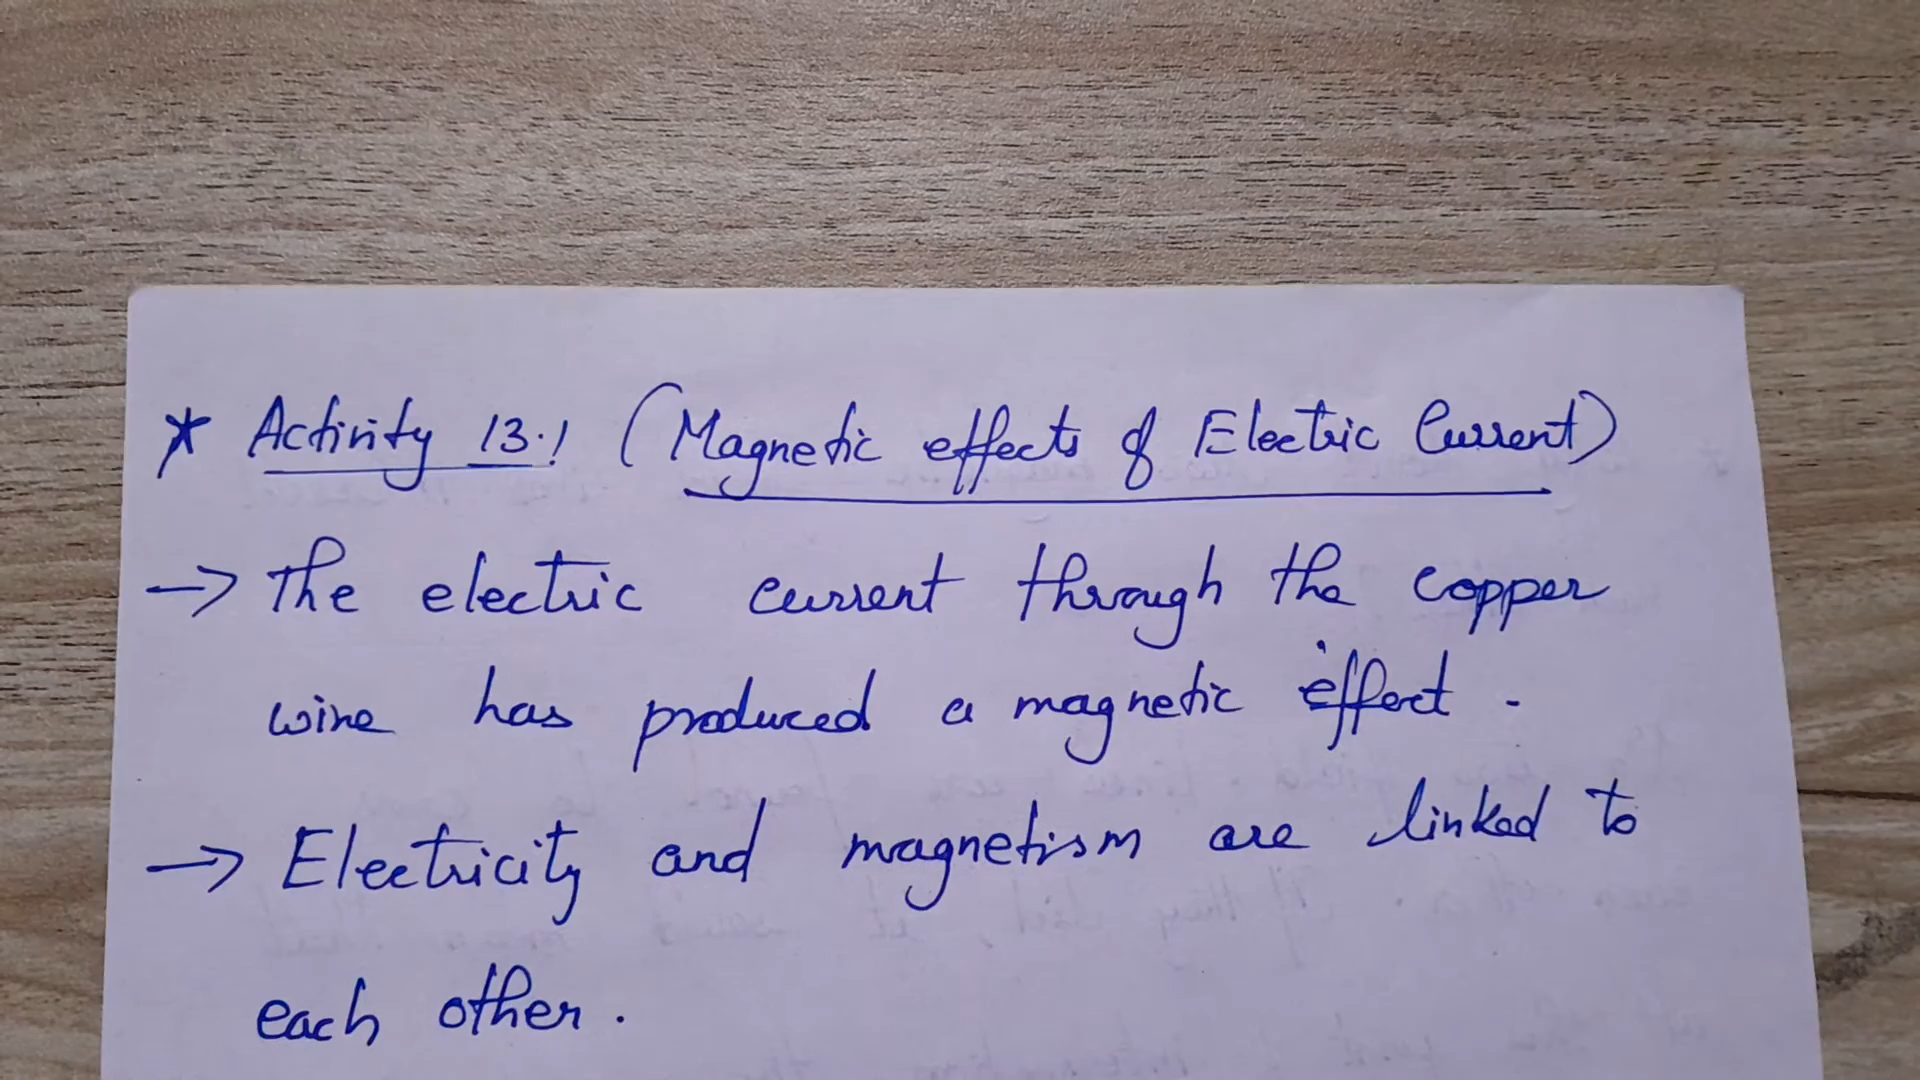 * Activity 13.1 (Magnetic effects of Electric Current)
→ The electric current through the copper
wire has produced a magnetic effect.
→ Electricity and magnetism are linked to
each other.